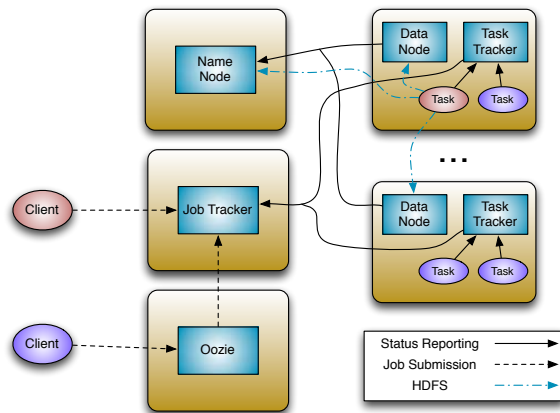 Name
Node
Data
Node
Task
Tracker
Task
Task
...
Client
Job Tracker
Data
Node
Task
Tracker
Task
Task
Client
Oozie
Status Reporting
Job Submission
HDFS